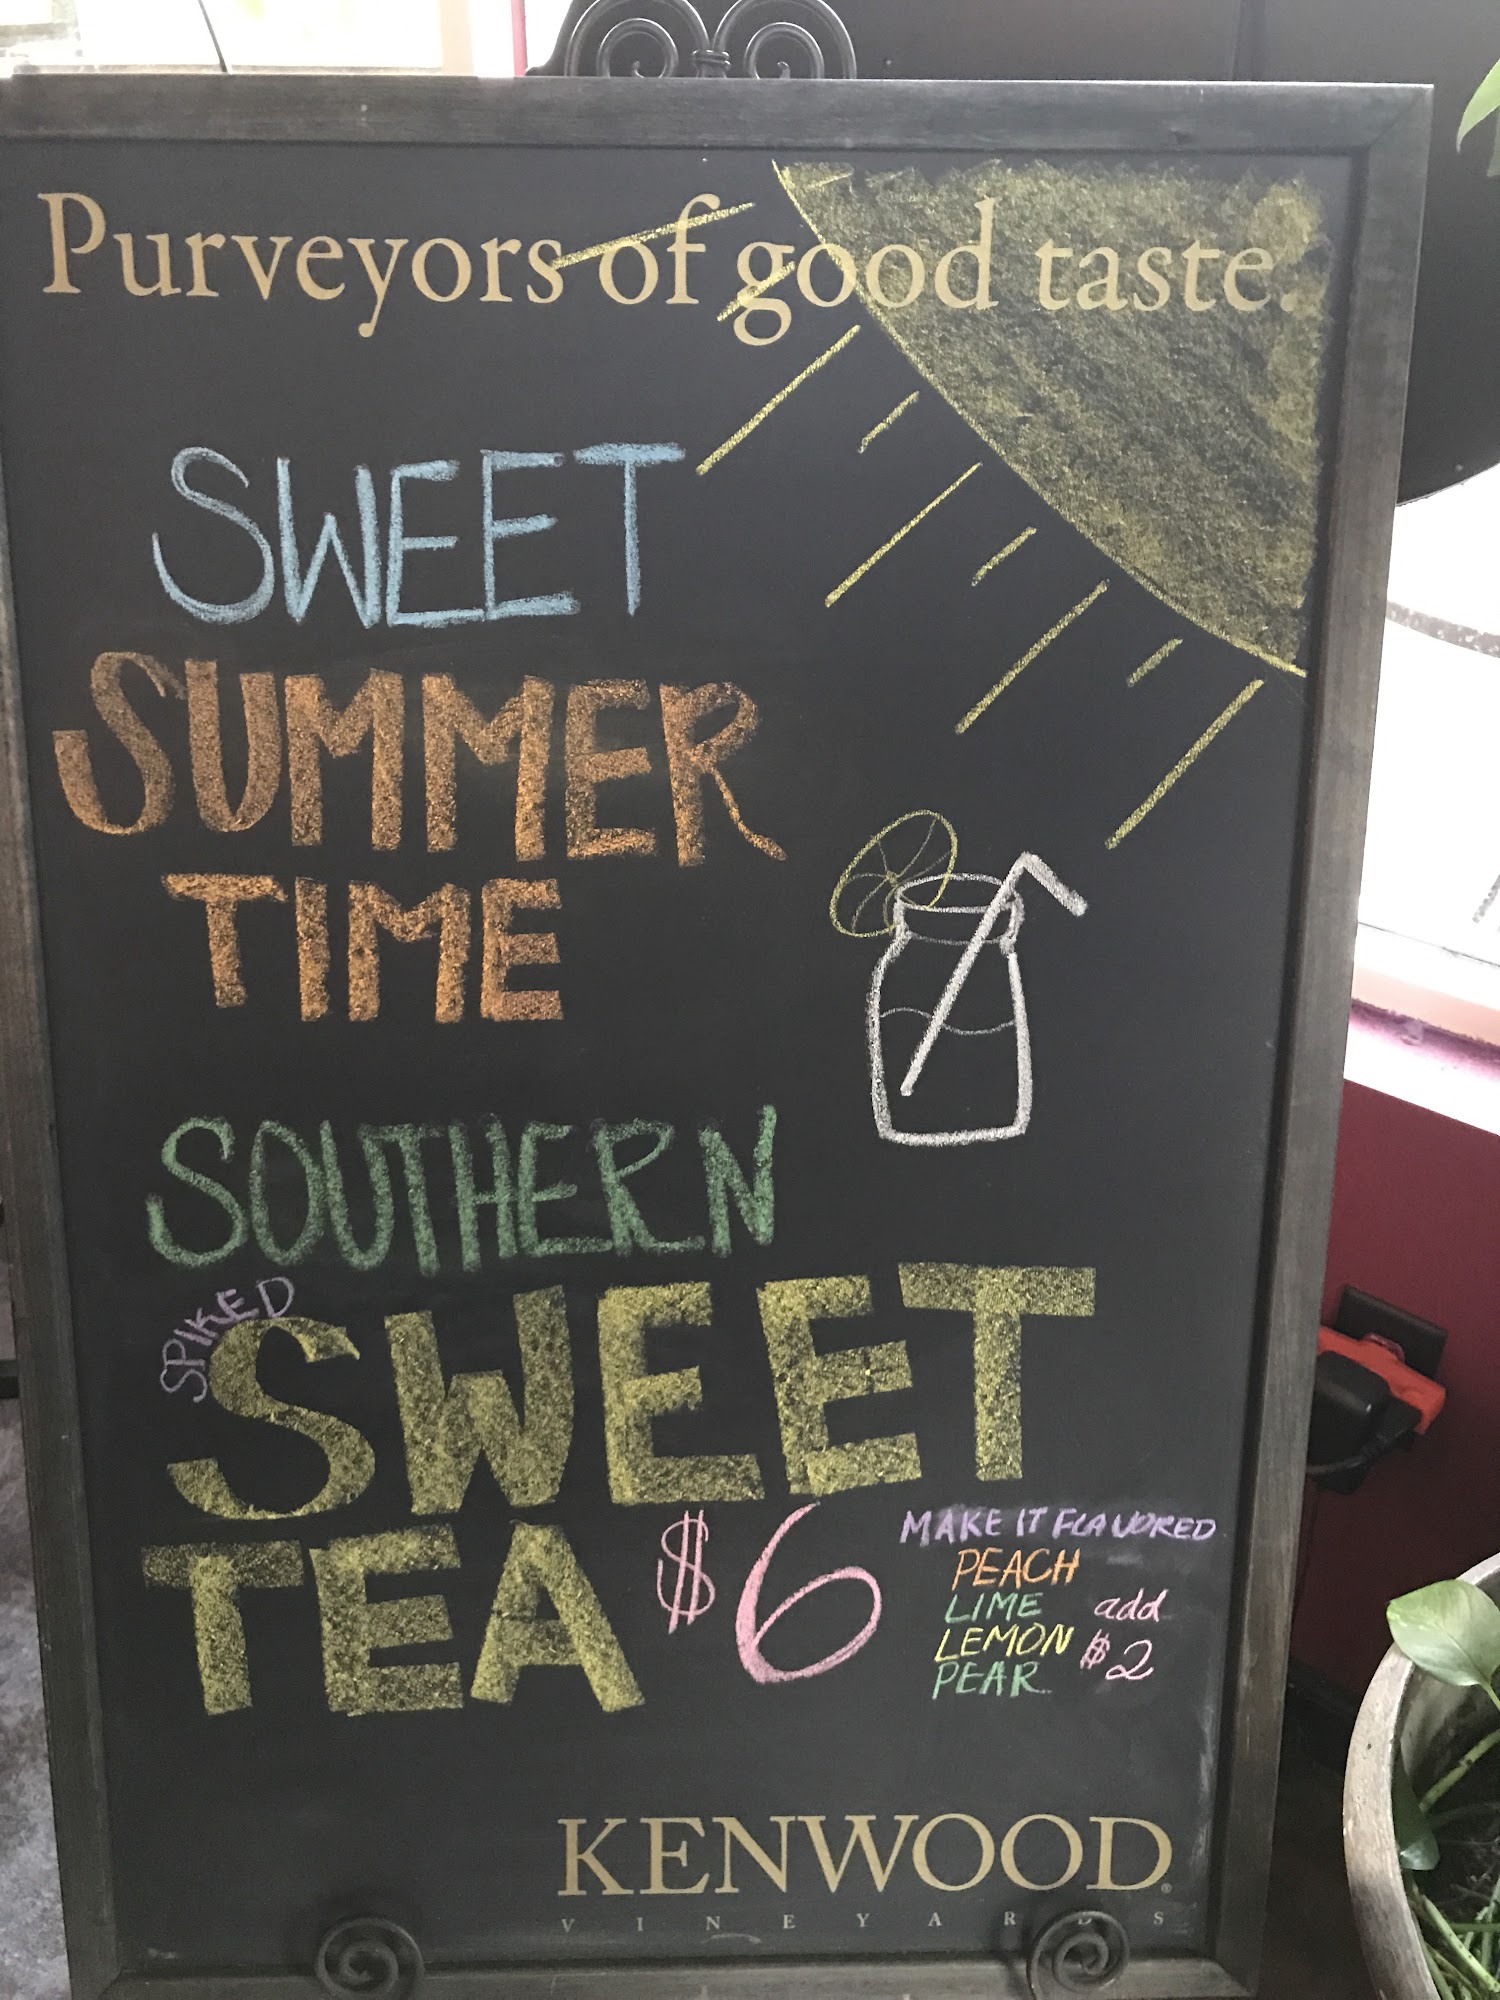 Purveyors of good taste.
SWEET
SUMMER
TIME
SOUTHERN
SPIKED
SWEET
TEA $6
MAKE IT FLAVORED
PEACH
LIME add
LEMON $2
PEAR
KENWOOD®
VINEYARDS